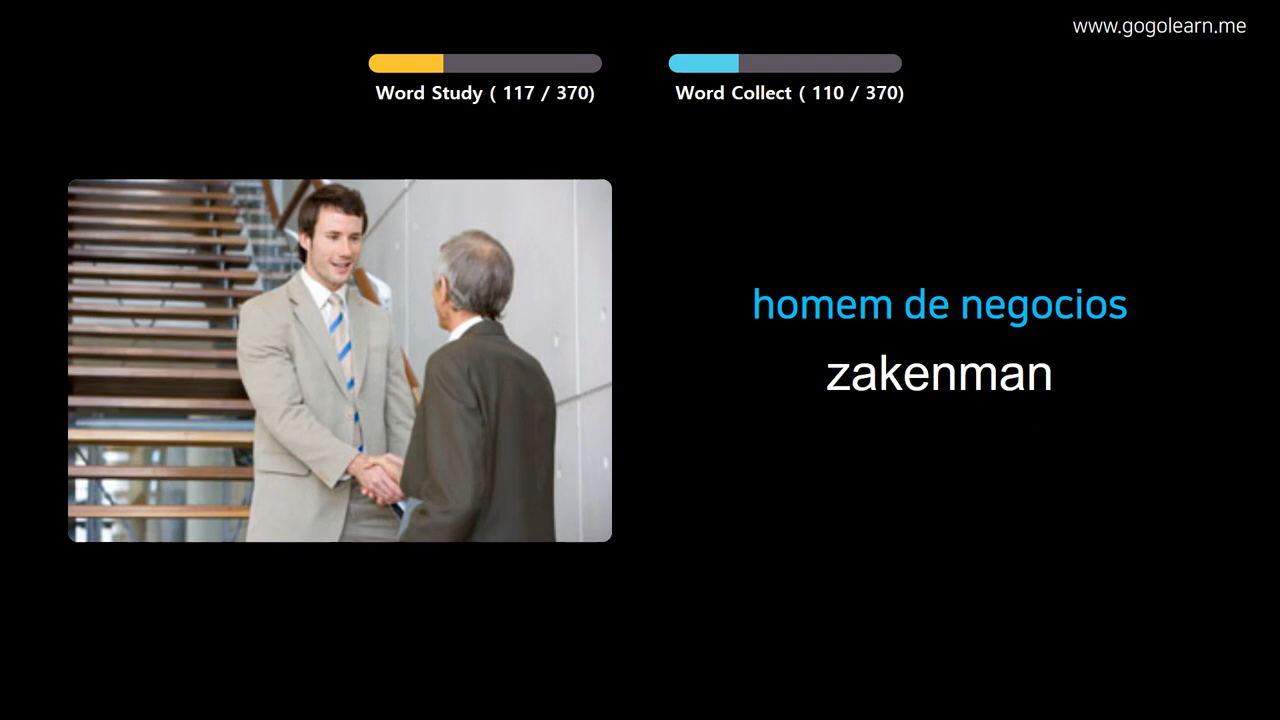 www.gogolearn.me
Word Study ( 117 / 370)
Word Collect ( 110 / 370)
homem de negocios
zakenman